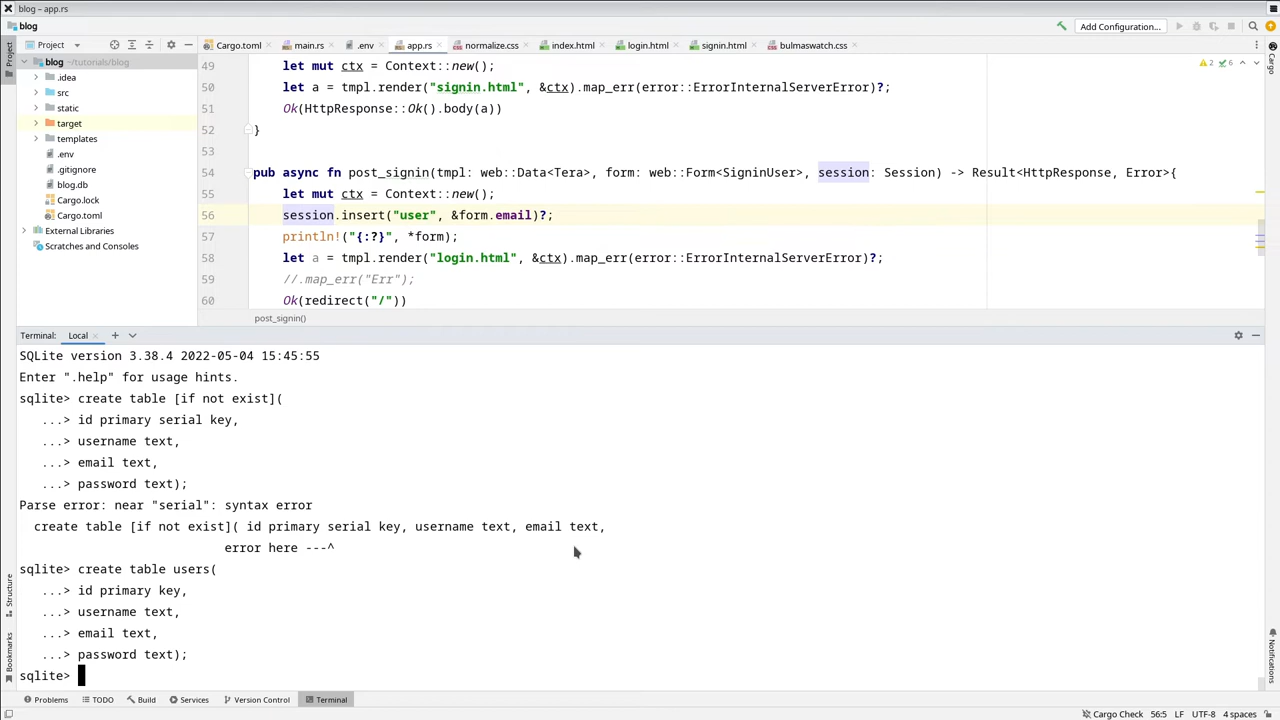 blog – app.rs
blog
Add Configuration...
Project
Cargo.toml
main.rs
.env
app.rs
normalize.css
index.html
login.html
signin.html
bulmaswatch.css
Project
Cargo
blog ~/tutorials/blog
.idea
src
static
target
templates
.env
.gitignore
blog.db
Cargo.lock
Cargo.toml
External Libraries
Scratches and Consoles
2 6
49 let mut ctx = Context::new();
50 let a = tmpl.render("signin.html", &ctx).map_err(error::ErrorInternalServerError)?;
51 Ok(HttpResponse::Ok().body(a))
52 }
53
54 pub async fn post_signin(tmpl: web::Data<Tera>, form: web::Form<SigninUser>, session: Session) -> Result<HttpResponse, Error>{
55 let mut ctx = Context::new();
56 session.insert("user", &form.email)?;
57 println!("{:?}", *form);
58 let a = tmpl.render("login.html", &ctx).map_err(error::ErrorInternalServerError)?;
59 //.map_err("Err");
60 Ok(redirect("/"))
post_signin()
Terminal: Local
SQLite version 3.38.4 2022-05-04 15:45:55
Enter ".help" for usage hints.
sqlite> create table [if not exist](
...> id primary serial key,
...> username text,
...> email text,
...> password text);
Parse error: near "serial": syntax error
create table [if not exist]( id primary serial key, username text, email text,
error here ---^
sqlite> create table users(
...> id primary key,
...> username text,
...> email text,
...> password text);
sqlite>
Structure
Bookmarks
Notifications
Problems
TODO
Build
Services
Version Control
Terminal
Cargo Check
56:5
LF
UTF-8
4 spaces